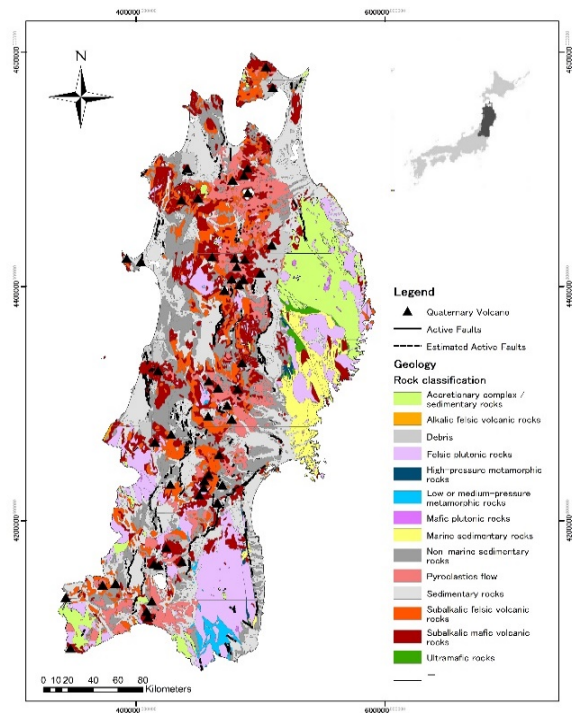 400000
600000
4600000
4600000
N
4400000
4400000
Legend
Quaternary Volcano
Active Faults
Estimated Active Faults
Geology
Rock classification
Accretionary complex /
sedimentary rocks
Alkalic felsic volcanic rocks
Debris
Felsic plutonic rocks
High-pressure metamorphic
rocks
Low or medium-pressure
metamorphic rocks
Mafic plutonic rocks
Marine sedimentary rocks
Non marine sedimentary
rocks
Pyroclastics flow
Sedimentary rocks
Subalkalic felsic volcanic
rocks
Subalkalic mafic volcanic
rocks
Ultramafic rocks
4200000
4200000
0 10 20 40 60 80
Kilometers
400000
600000